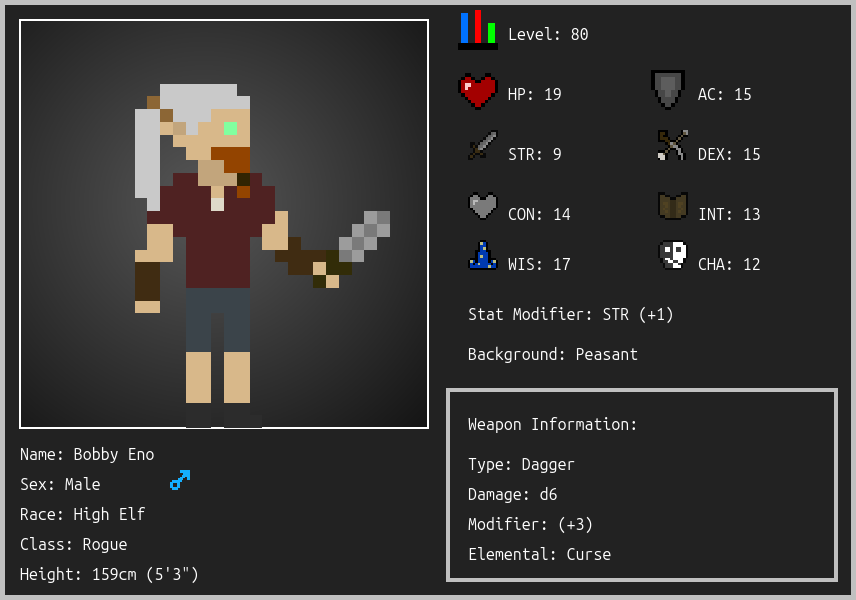 Level: 80
HP: 19
AC: 15
STR: 9
DEX: 15
CON: 14
INT: 13
WIS: 17
CHA: 12
Stat Modifier: STR (+1)
Background: Peasant
Weapon Information:
Type: Dagger
Damage: d6
Modifier: (+3)
Elemental: Curse
Name: Bobby Eno
Sex: Male
Race: High Elf
Class: Rogue
Height: 159cm (5'3")